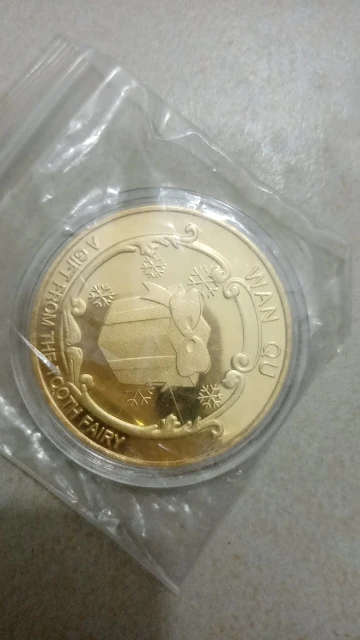 WAN QU
A GIFT FROM THE TOOTH FAIRY